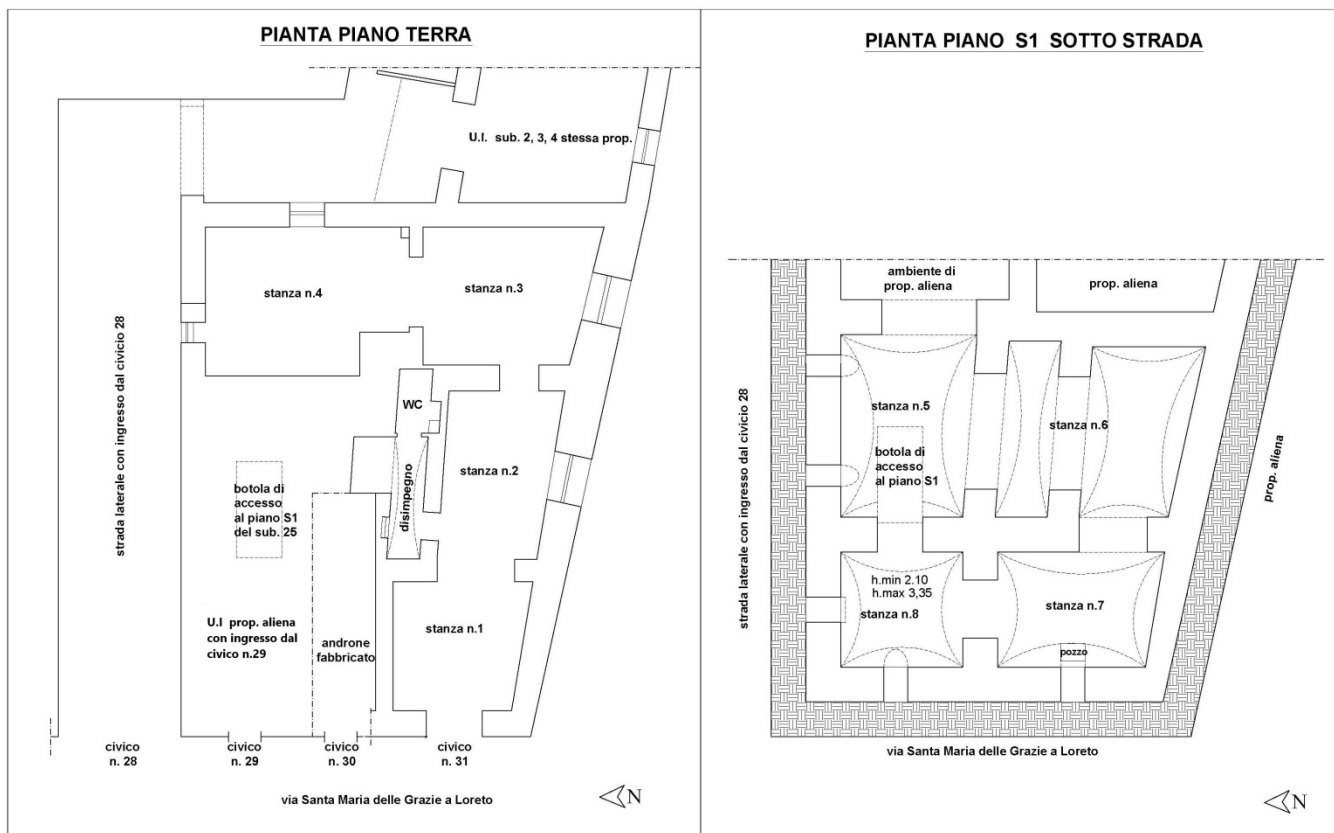 PIANTA PIANO TERRA
U.I. sub. 2, 3, 4 stessa prop.
stanza n.4
stanza n.3
strada laterale con ingresso dal civicio 28
WC
stanza n.2
disimpegno
botola di
accesso
al piano S1
del sub. 25
U.I prop. aliena
con ingresso dal
civico n.29
androne
fabbricato
stanza n.1
civico
n. 28
civico
n. 29
civico
n. 30
civico
n. 31
via Santa Maria delle Grazie a Loreto
N
PIANTA PIANO S1 SOTTO STRADA
ambiente di
prop. aliena
prop. aliena
strada laterale con ingresso dal civicio 28
stanza n.5
stanza n.6
botola di
accesso
al piano S1
prop. aliena
h.min 2.10
h.max 3,35
stanza n.8
stanza n.7
pozzo
via Santa Maria delle Grazie a Loreto
N